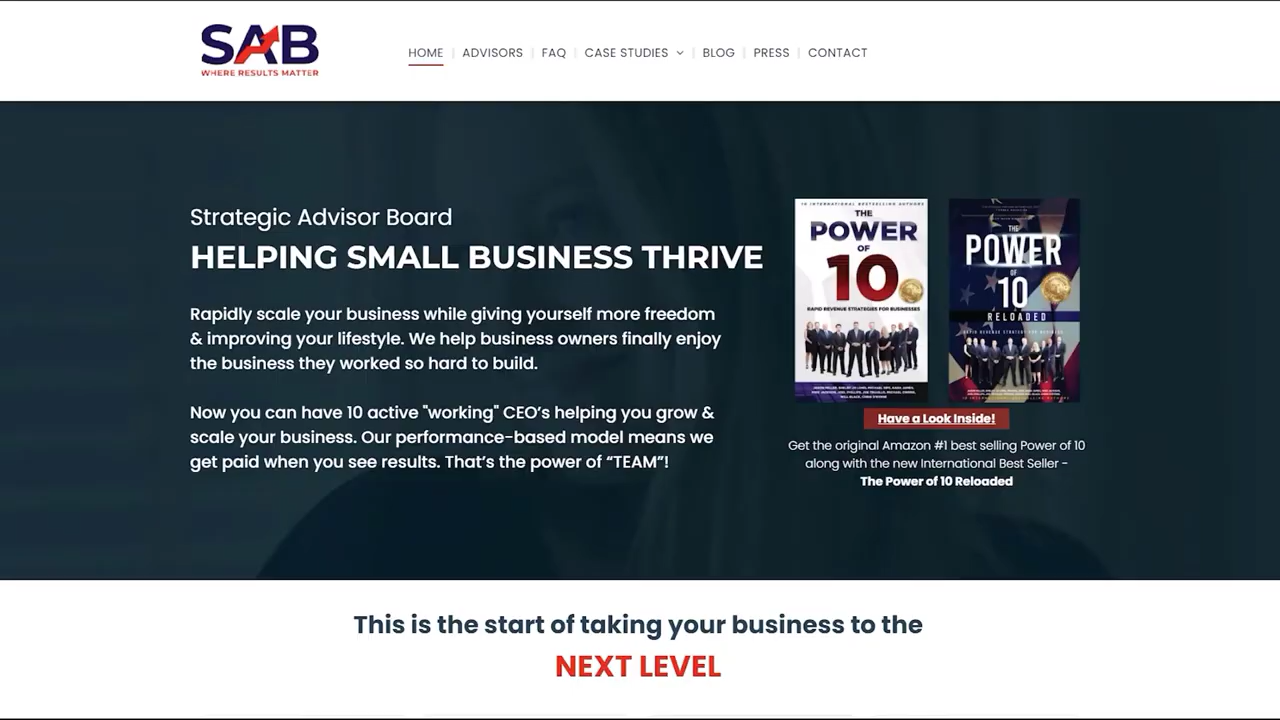 SAB
WHERE RESULTS MATTER
HOME
ADVISORS
FAQ
CASE STUDIES
BLOG
PRESS
CONTACT
Strategic Advisor Board
HELPING SMALL BUSINESS THRIVE
Rapidly scale your business while giving yourself more freedom
& improving your lifestyle. We help business owners finally enjoy
the business they worked so hard to build.
Now you can have 10 active "working" CEO’s helping you grow &
scale your business. Our performance-based model means we
get paid when you see results. That’s the power of “TEAM”!
10 INTERNATIONAL BESTSELLING AUTHORS
THE
POWER
OF
10
RAPID REVENUE STRATEGIES FOR BUSINESSES
THE
POWER
OF
10
RELOADED
Have a Look Inside!
Get the original Amazon #1 best selling Power of 10
along with the new International Best Seller -
The Power of 10 Reloaded
This is the start of taking your business to the
NEXT LEVEL